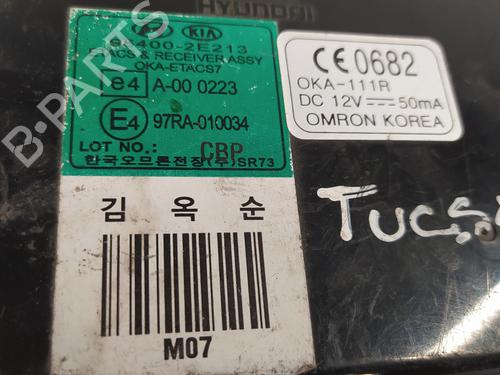 HYUNDAI
KIA
95400-2E213
ETACS & RECEIVER ASSY
OKA-ETACS7
e4 A-00 0223
E4 97RA-010034
LOT NO.: CBP
한국오므론전장(주)SR73
김 옥 순
M07
CE0682
OKA-111R
DC 12V 50mA
OMRON KOREA
TUCS
B-PARTS